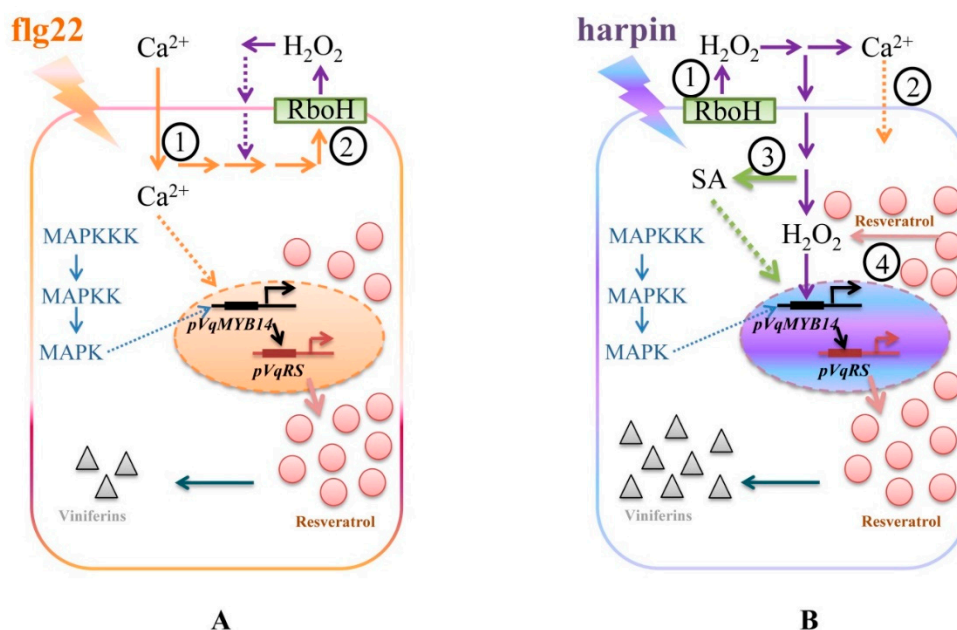 flg22
Ca²⁺
H₂O₂
RboH
1
2
Ca²⁺
MAPKKK
MAPKK
MAPK
pVqMYB14
pVqRS
Viniferins
Resveratrol
A
harpin
H₂O₂
Ca²⁺
1
RboH
2
3
SA
Resveratrol
H₂O₂
4
MAPKKK
MAPKK
MAPK
pVqMYB14
pVqRS
Viniferins
Resveratrol
B